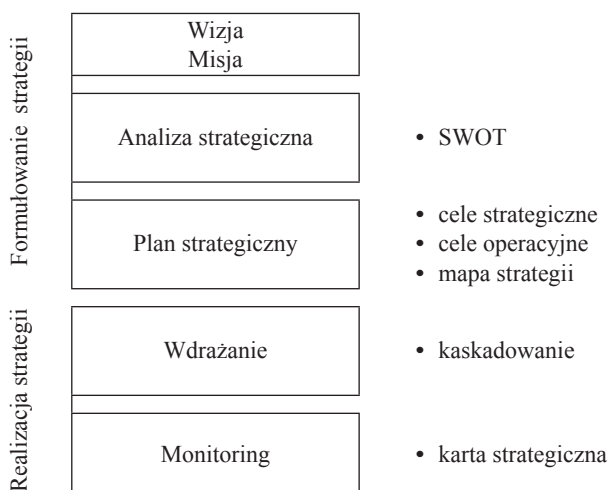 Formułowanie strategii
Wizja
Misja
Analiza strategiczna
• SWOT
Plan strategiczny
• cele strategiczne
• cele operacyjne
• mapa strategii
Realizacja strategii
Wdrażanie
• kaskadowanie
Monitoring
• karta strategiczna